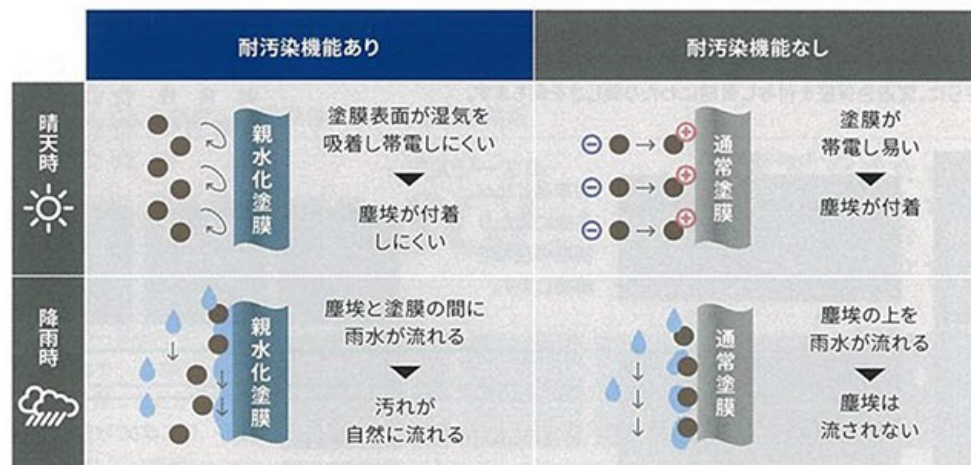 耐汚染機能あり
耐汚染機能なし
晴天時
親水化塗膜
塗膜表面が湿気を
吸着し帯電しにくい
塵埃が付着
しにくい
通常塗膜
塗膜が
帯電し易い
塵埃が付着
降雨時
親水化塗膜
塵埃と塗膜の間に
雨水が流れる
汚れが
自然に流れる
通常塗膜
塵埃の上を
雨水が流れる
塵埃は
流されない